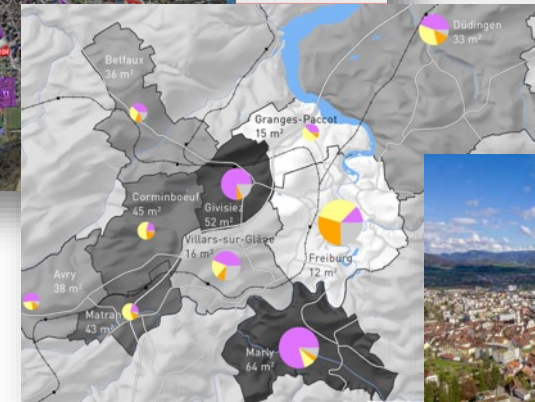 Düdingen
33 m²
Belfaux
36 m²
Granges-Paccot
15 m²
Corminboeuf
45 m²
Givisiez
52 m²
Villars-sur-Glâne
16 m²
Freiburg
12 m²
Avry
38 m²
Matran
43 m²
Marly
64 m²